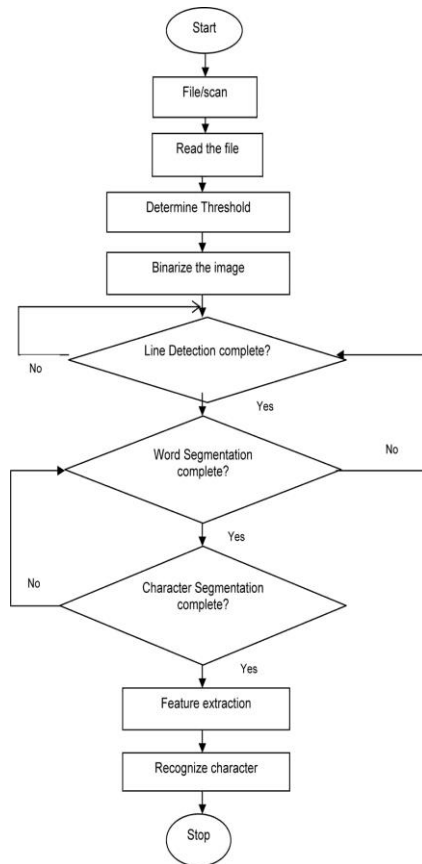 Start
File/scan
Read the file
Determine Threshold
Binarize the image
Line Detection complete?
No
Yes
Word Segmentation
complete?
No
Yes
Character Segmentation
complete?
No
Yes
Feature extraction
Recognize character
Stop